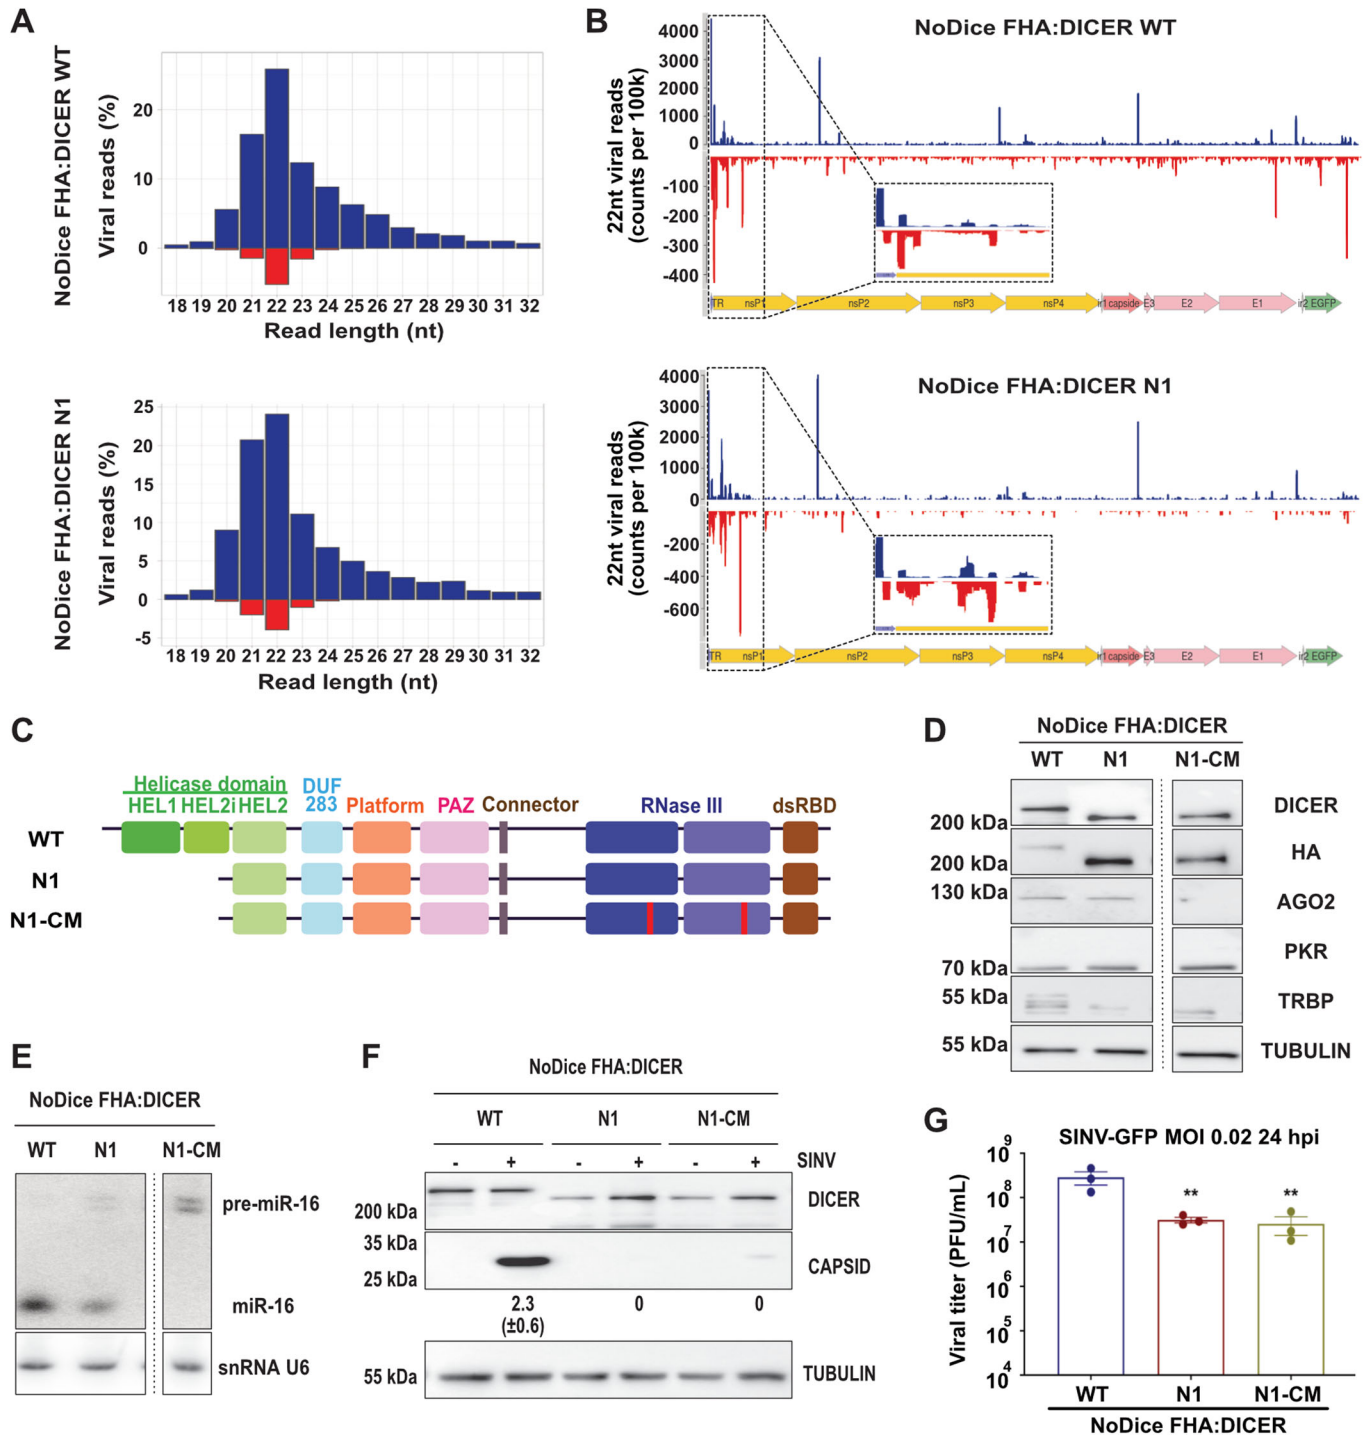 A
NoDice FHA:DICER WT
Viral reads (%)
20
10
0
18 19 20 21 22 23 24 25 26 27 28 29 30 31 32
Read length (nt)
NoDice FHA:DICER N1
Viral reads (%)
25
20
15
10
5
0
-5
18 19 20 21 22 23 24 25 26 27 28 29 30 31 32
Read length (nt)
B
NoDice FHA:DICER WT
22nt viral reads
(counts per 100k)
4000
3000
2000
1000
0
-100
-200
-300
-400
TR nsP1 nsP2 nsP3 nsP4 ir1 capside E3 E2 E1 ir2 EGFP
NoDice FHA:DICER N1
22nt viral reads
(counts per 100k)
4000
3000
2000
1000
0
-200
-400
-600
TR nsP1 nsP2 nsP3 nsP4 ir1 capside E3 E2 E1 ir2 EGFP
C
Helicase domain
HEL1 HEL2i HEL2
DUF
283
Platform
PAZ
Connector
RNase III
dsRBD
WT
N1
N1-CM
D
NoDice FHA:DICER
WT N1 N1-CM
200 kDa DICER
200 kDa HA
130 kDa AGO2
70 kDa PKR
55 kDa TRBP
55 kDa TUBULIN
E
NoDice FHA:DICER
WT N1 N1-CM
pre-miR-16
miR-16
snRNA U6
F
NoDice FHA:DICER
WT N1 N1-CM
- + - + - + SINV
200 kDa DICER
35 kDa
25 kDa CAPSID
2.3 0 0
(±0.6)
55 kDa TUBULIN
G
SINV-GFP MOI 0.02 24 hpi
Viral titer (PFU/mL)
10⁹
10⁸
10⁷
10⁶
10⁵
10⁴
** **
WT N1 N1-CM
NoDice FHA:DICER